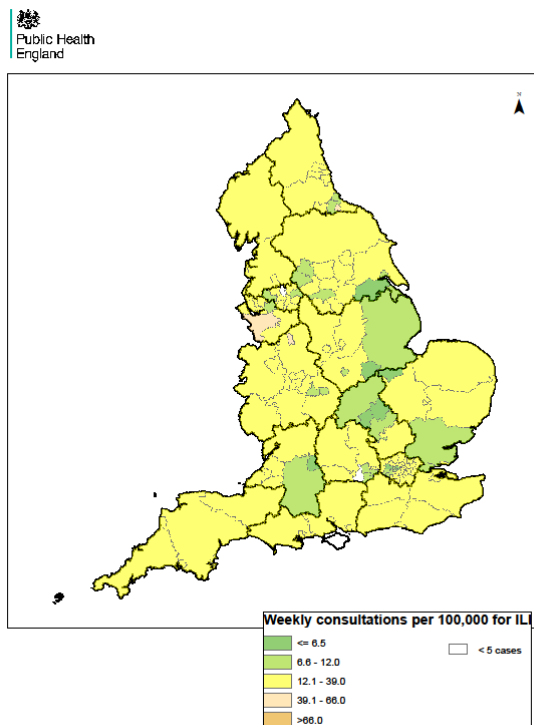 Public Health
England
Weekly consultations per 100,000 for ILI
<= 6.5
6.6 - 12.0
12.1 - 39.0
39.1 - 66.0
>66.0
< 5 cases